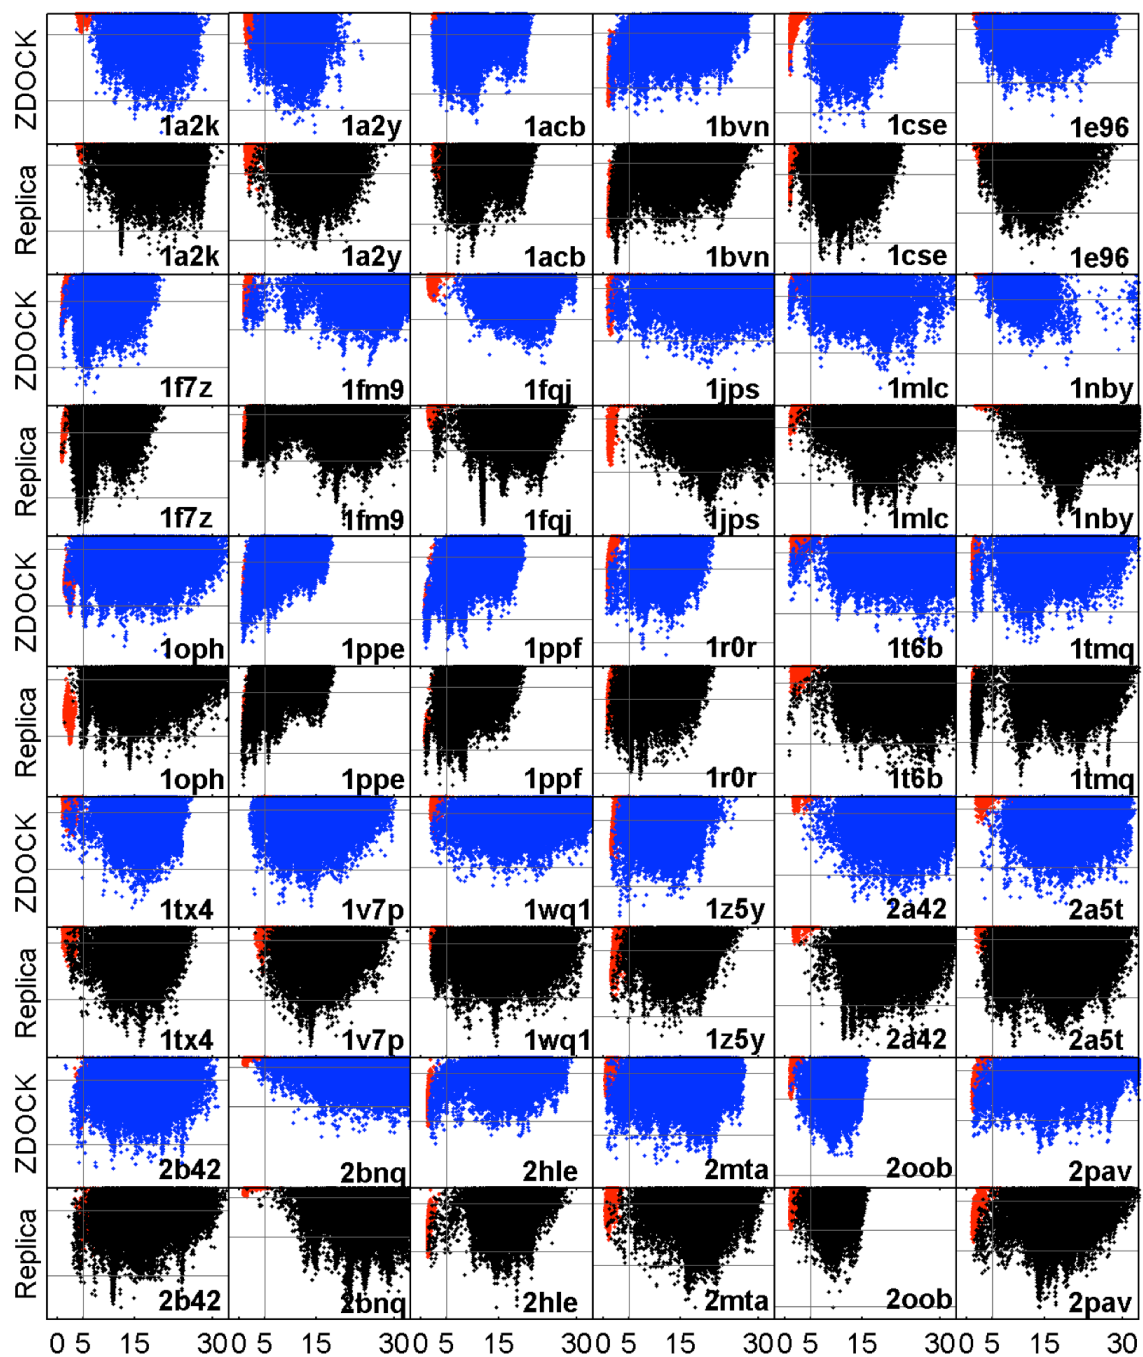 ZDOCK 1a2k 1a2y 1acb 1bvn 1cse 1e96
Replica 1a2k 1a2y 1acb 1bvn 1cse 1e96
ZDOCK 1f7z 1fm9 1fqj 1jps 1mlc 1nby
Replica 1f7z 1fm9 1fqj 1jps 1mlc 1nby
ZDOCK 1oph 1ppe 1ppf 1r0r 1t6b 1tmq
Replica 1oph 1ppe 1ppf 1r0r 1t6b 1tmq
ZDOCK 1tx4 1v7p 1wq1 1z5y 2a42 2a5t
Replica 1tx4 1v7p 1wq1 1z5y 2a42 2a5t
ZDOCK 2b42 2bnq 2hle 2mta 2oob 2pav
Replica 2b42 2bnq 2hle 2mta 2oob 2pav
0 5 15 30 0 5 15 30 0 5 15 30 0 5 15 30 0 5 15 30 0 5 15 30